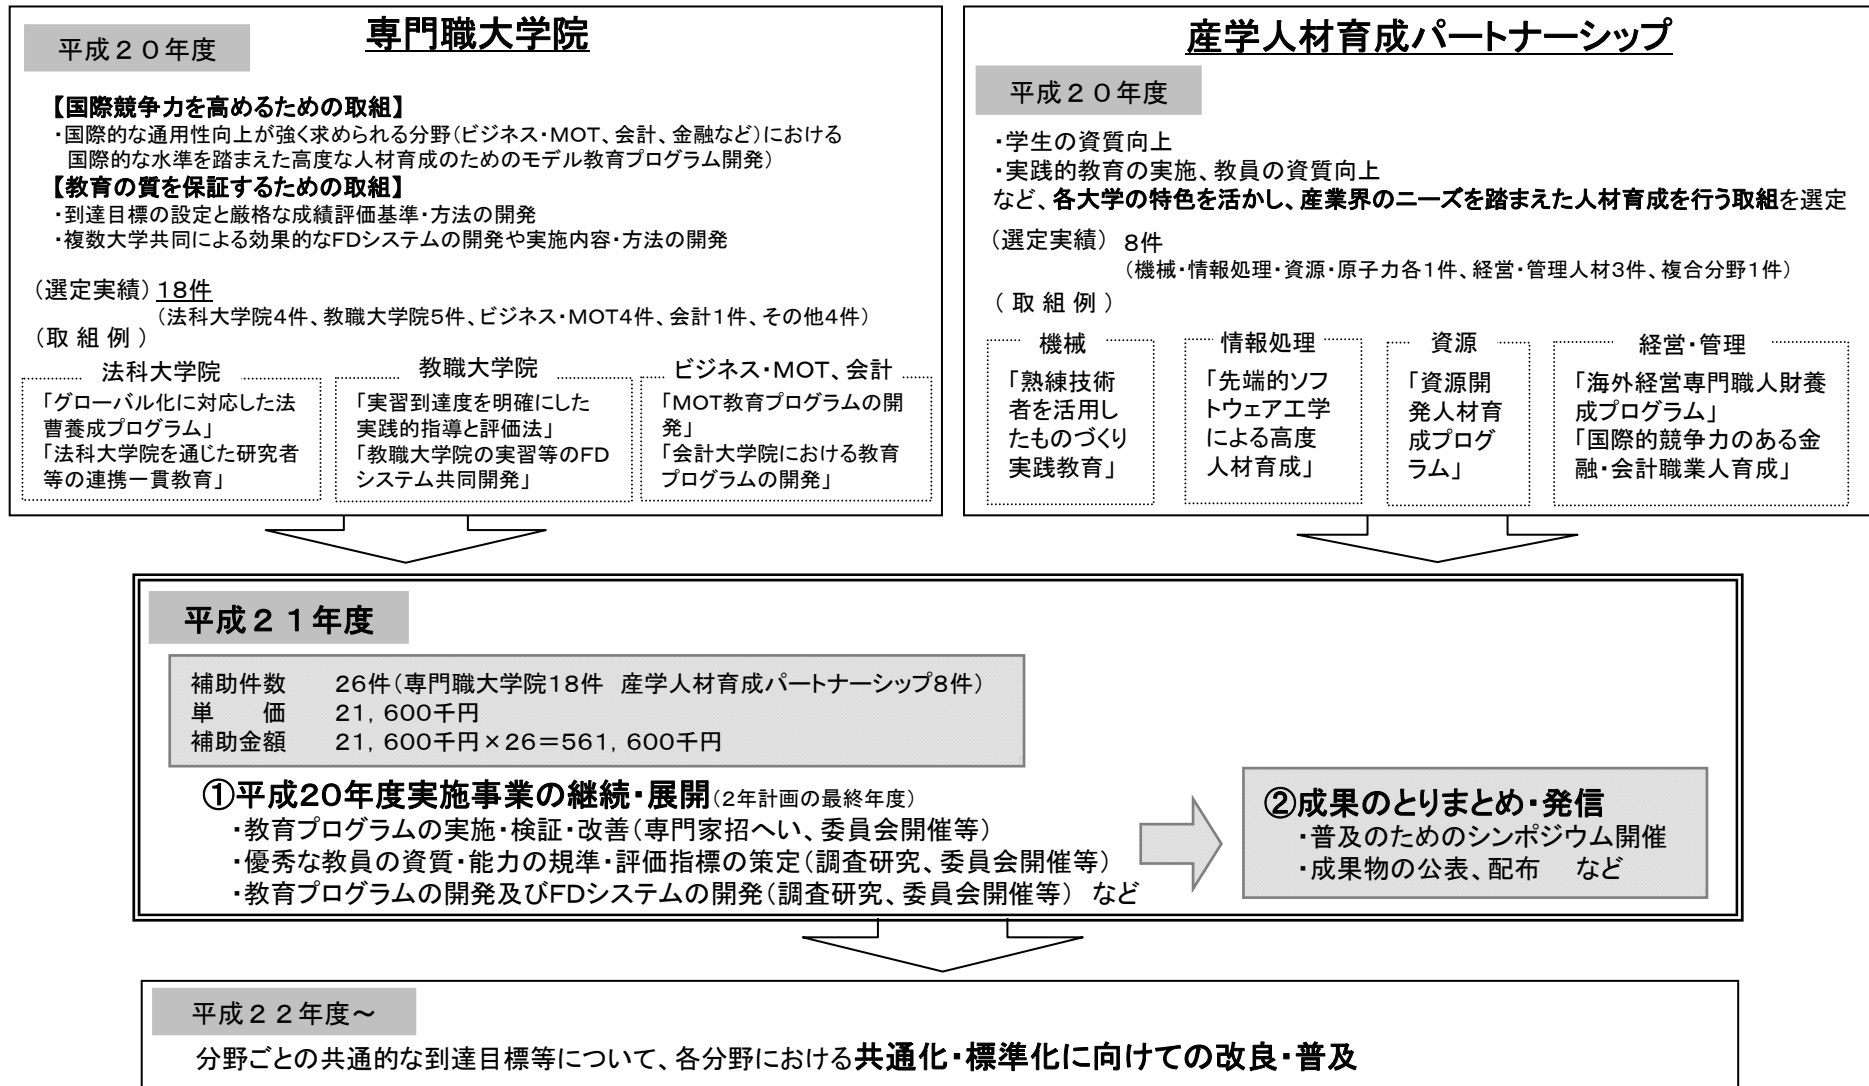 専門職大学院
平成20年度
【国際競争力を高めるための取組】
・国際的な通用性向上が強く求められる分野(ビジネス・MOT、会計、金融など)における
国際的な水準を踏まえた高度な人材育成のためのモデル教育プログラム開発)
【教育の質を保証するための取組】
・到達目標の設定と厳格な成績評価基準・方法の開発
・複数大学共同による効果的なFDシステムの開発や実施内容・方法の開発
(選定実績)18件
(法科大学院4件、教職大学院5件、ビジネス・MOT4件、会計1件、その他4件)
(取 組 例 )
法科大学院
「グローバル化に対応した法
曹養成プログラム」
「法科大学院を通じた研究者
等の連携一貫教育」
教職大学院
「実習到達度を明確にした
実践的指導と評価法」
「教職大学院の実習等のFD
システム共同開発」
ビジネス・MOT、会計
「MOT教育プログラムの開
発」
「会計大学院における教育
プログラムの開発」
産学人材育成パートナーシップ
平成20年度
・学生の資質向上
・実践的教育の実施、教員の資質向上
など、各大学の特色を活かし、産業界のニーズを踏まえた人材育成を行う取組を選定
(選定実績) 8件
(機械・情報処理・資源・原子力各1件、経営・管理人材3件、複合分野1件)
( 取 組 例 )
機械
「熟練技術
者を活用し
たものづくり
実践教育」
情報処理
「先端的ソフ
トウェア工学
による高度
人材育成」
資源
「資源開
発人材育
成プログ
ラム」
経営・管理
「海外経営専門職人財養
成プログラム」
「国際的競争力のある金
融・会計職業人育成」
平成21年度
補助件数 26件(専門職大学院18件 産学人材育成パートナーシップ8件)
単 価 21,600千円
補助金額 21,600千円×26=561,600千円
①平成20年度実施事業の継続・展開(2年計画の最終年度)
・教育プログラムの実施・検証・改善(専門家招へい、委員会開催等)
・優秀な教員の資質・能力の規準・評価指標の策定(調査研究、委員会開催等)
・教育プログラムの開発及びFDシステムの開発(調査研究、委員会開催等) など
②成果のとりまとめ・発信
・普及のためのシンポジウム開催
・成果物の公表、配布 など
平成22年度~
分野ごとの共通的な到達目標等について、各分野における共通化・標準化に向けての改良・普及